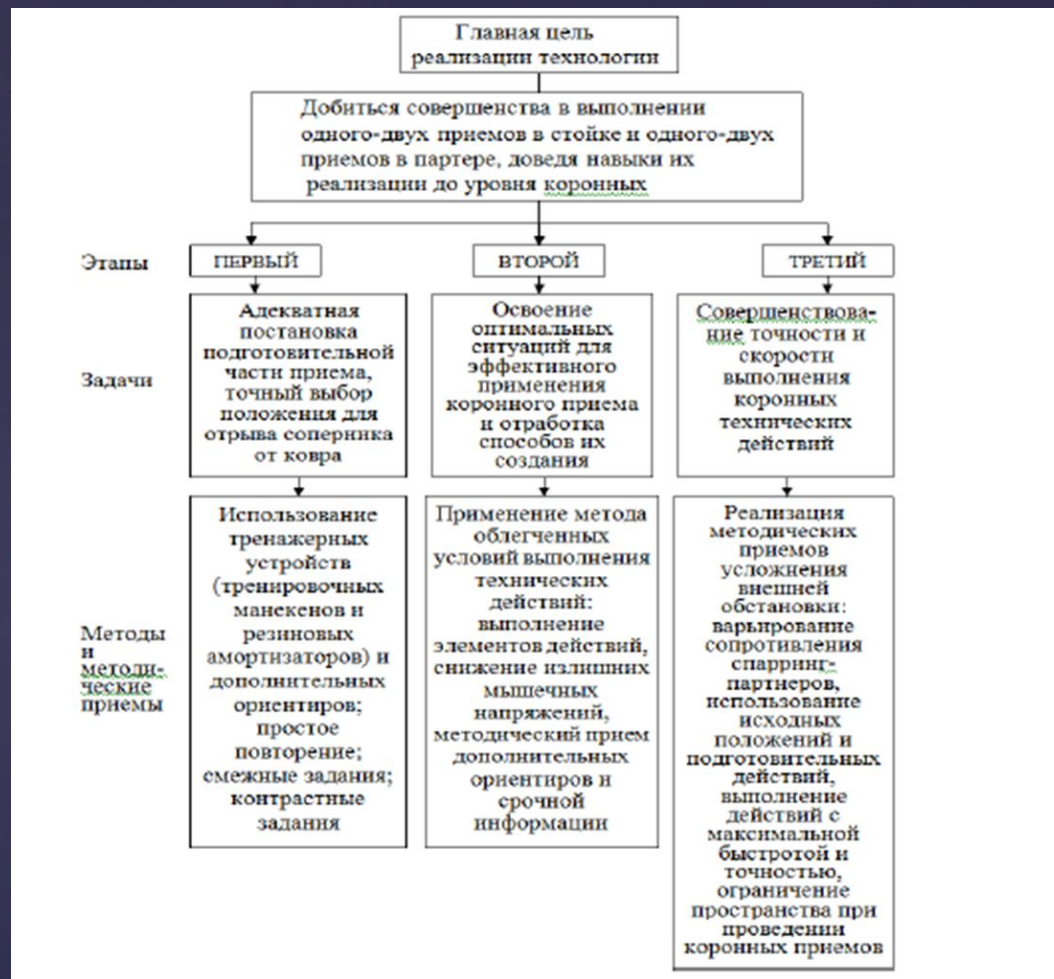 Главная цель
реализации технологии
Добиться совершенства в выполнении
одного-двух приемов в стойке и одного-двух
приемов в партере, доведя навыки их
реализации до уровня коронных
Этапы
ПЕРВЫЙ
ВТОРОЙ
ТРЕТИЙ
Задачи
Адекватная
постановка
подготовительной
части приема,
точный выбор
положения для
отрыва соперника
от ковра
Освоение
оптимальных
ситуаций для
эффективного
применения
коронного приема
и отработка
способов их
создания
Совершенствова-
ние точности и
скорости
выполнения
коронных
технических
действий
Методы
и
методи-
ческие
приемы
Использование
тренажерных
устройств
(тренировочных
манекенов и
резиновых
амортизаторов) и
дополнительных
ориентиров;
простое
повторение;
смежные задания;
контрастные
задания
Применение метода
облегченных
условий выполнения
технических
действий:
выполнение
элементов действий,
снижение излишних
мышечных
напряжений,
методический прием
дополнительных
ориентиров и
срочной
информации
Реализация
методических
приемов
усложнения
внешней
обстановки:
варьирование
сопротивления
спарринг-
партнеров,
использование
исходных
положений и
подготовительных
действий,
выполнение
действий с
максимальной
быстротой и
точностью,
ограничение
пространства при
проведении
коронных приемов